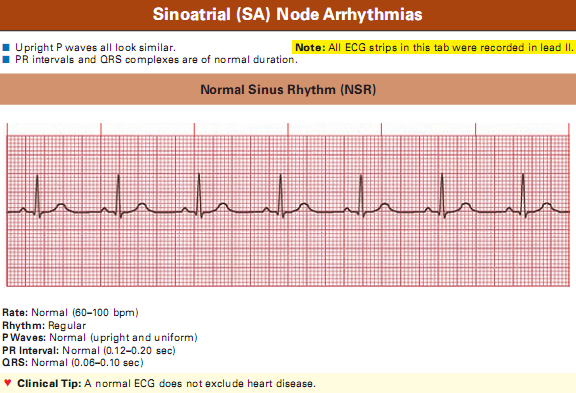 Sinoatrial (SA) Node Arrhythmias
■ Upright P waves all look similar.
Note: All ECG strips in this tab were recorded in lead II.
■ PR intervals and QRS complexes are of normal duration.
Normal Sinus Rhythm (NSR)
Rate: Normal (60–100 bpm)
Rhythm: Regular
P Waves: Normal (upright and uniform)
PR Interval: Normal (0.12–0.20 sec)
QRS: Normal (0.06–0.10 sec)
♥ Clinical Tip: A normal ECG does not exclude heart disease.